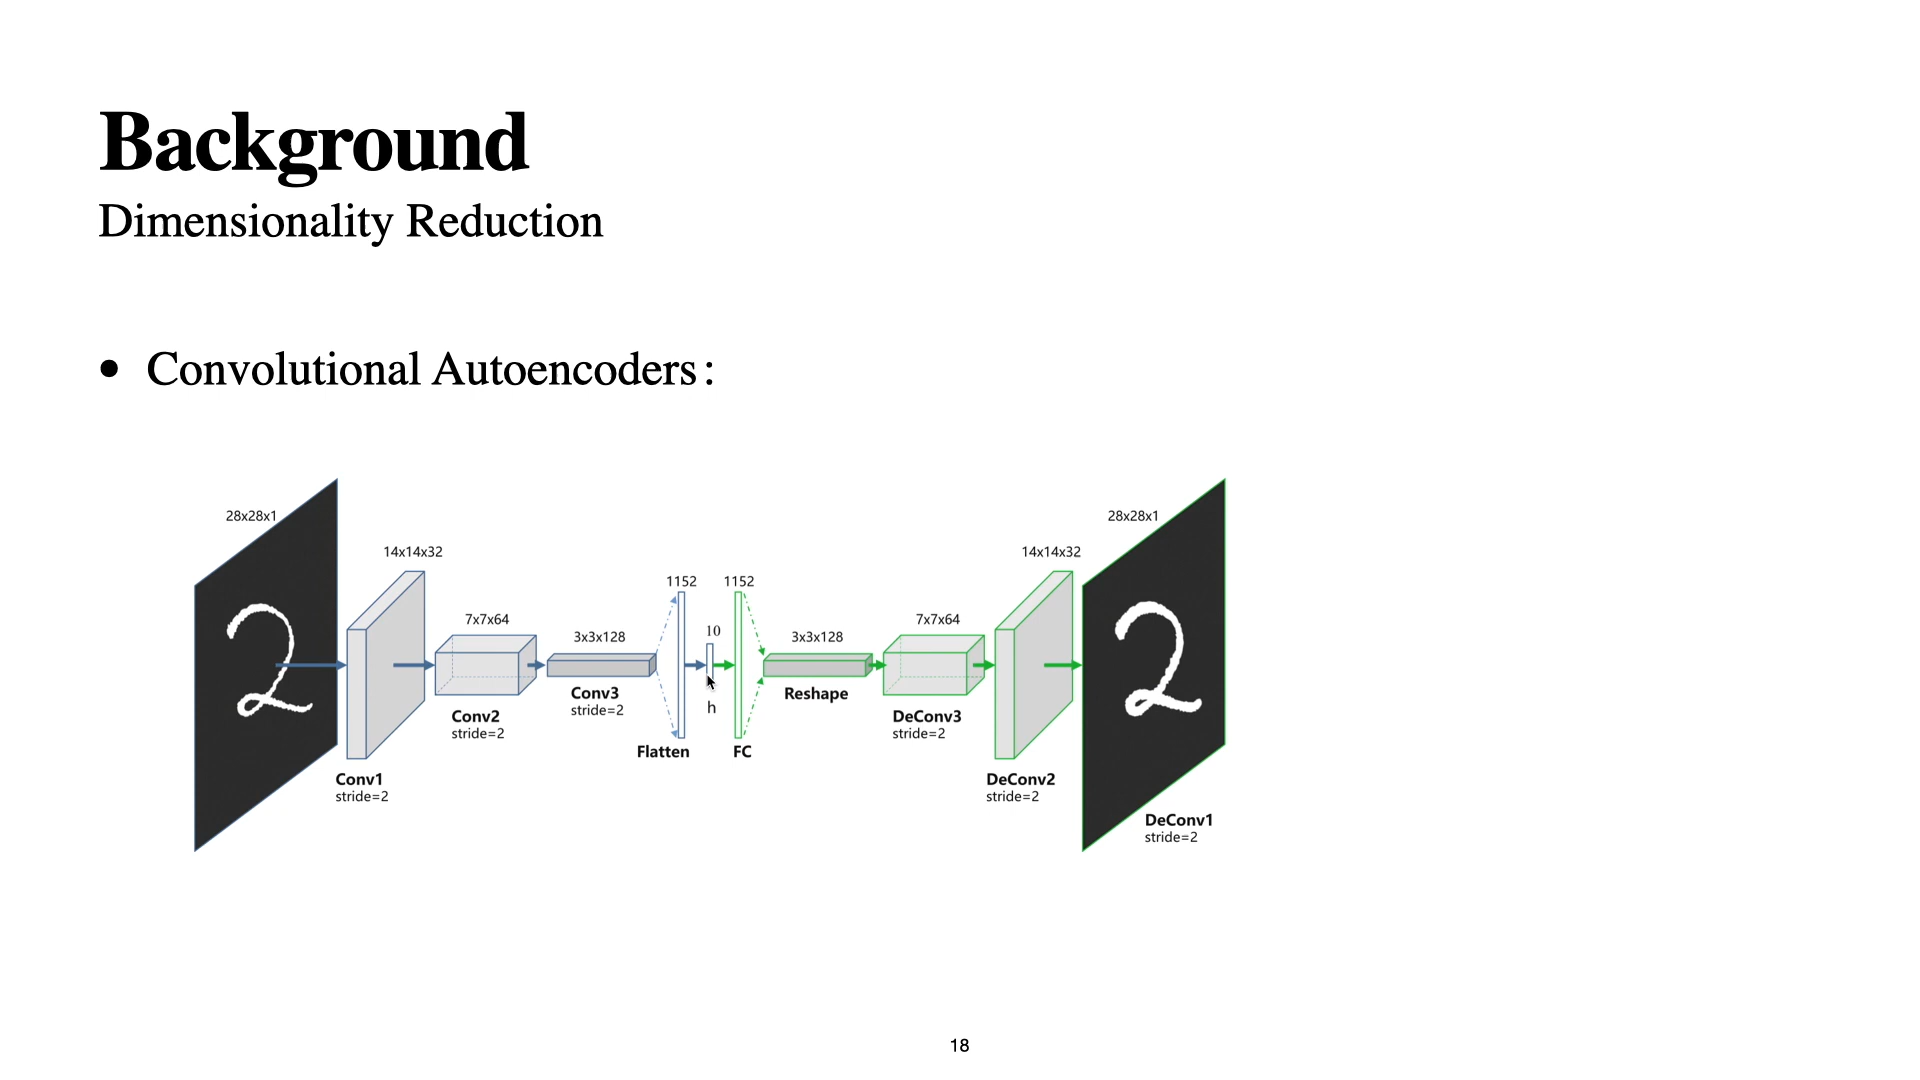 Background
Dimensionality Reduction
• Convolutional Autoencoders:
28x28x1
14x14x32
7x7x64
3x3x128
1152
10
1152
3x3x128
7x7x64
14x14x32
28x28x1
Conv1
stride=2
Conv2
stride=2
Conv3
stride=2
Flatten
h
FC
Reshape
DeConv3
stride=2
DeConv2
stride=2
DeConv1
stride=2
2
2
18